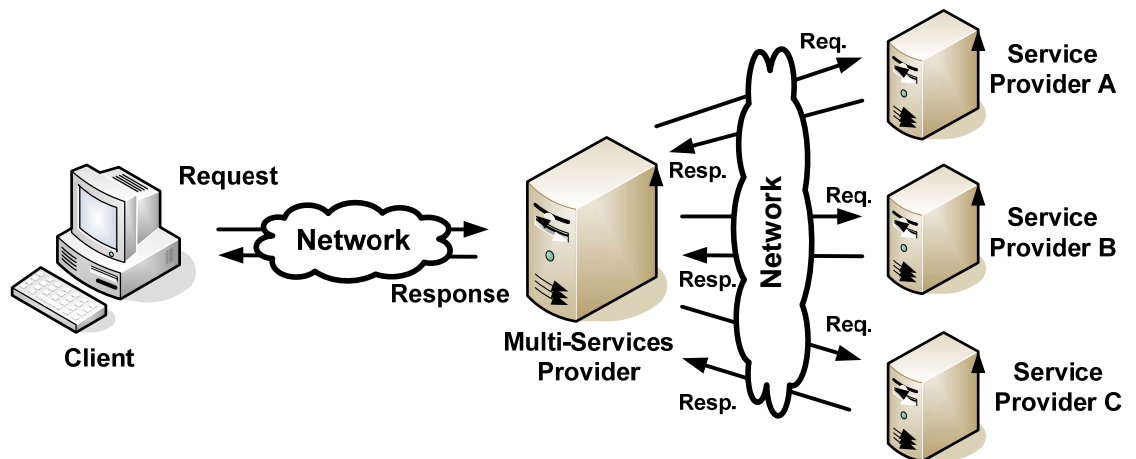 Request
Network
Response
Client
Multi-Services
Provider
Req.
Resp.
Req.
Resp.
Req.
Resp.
Network
Service
Provider A
Service
Provider B
Service
Provider C